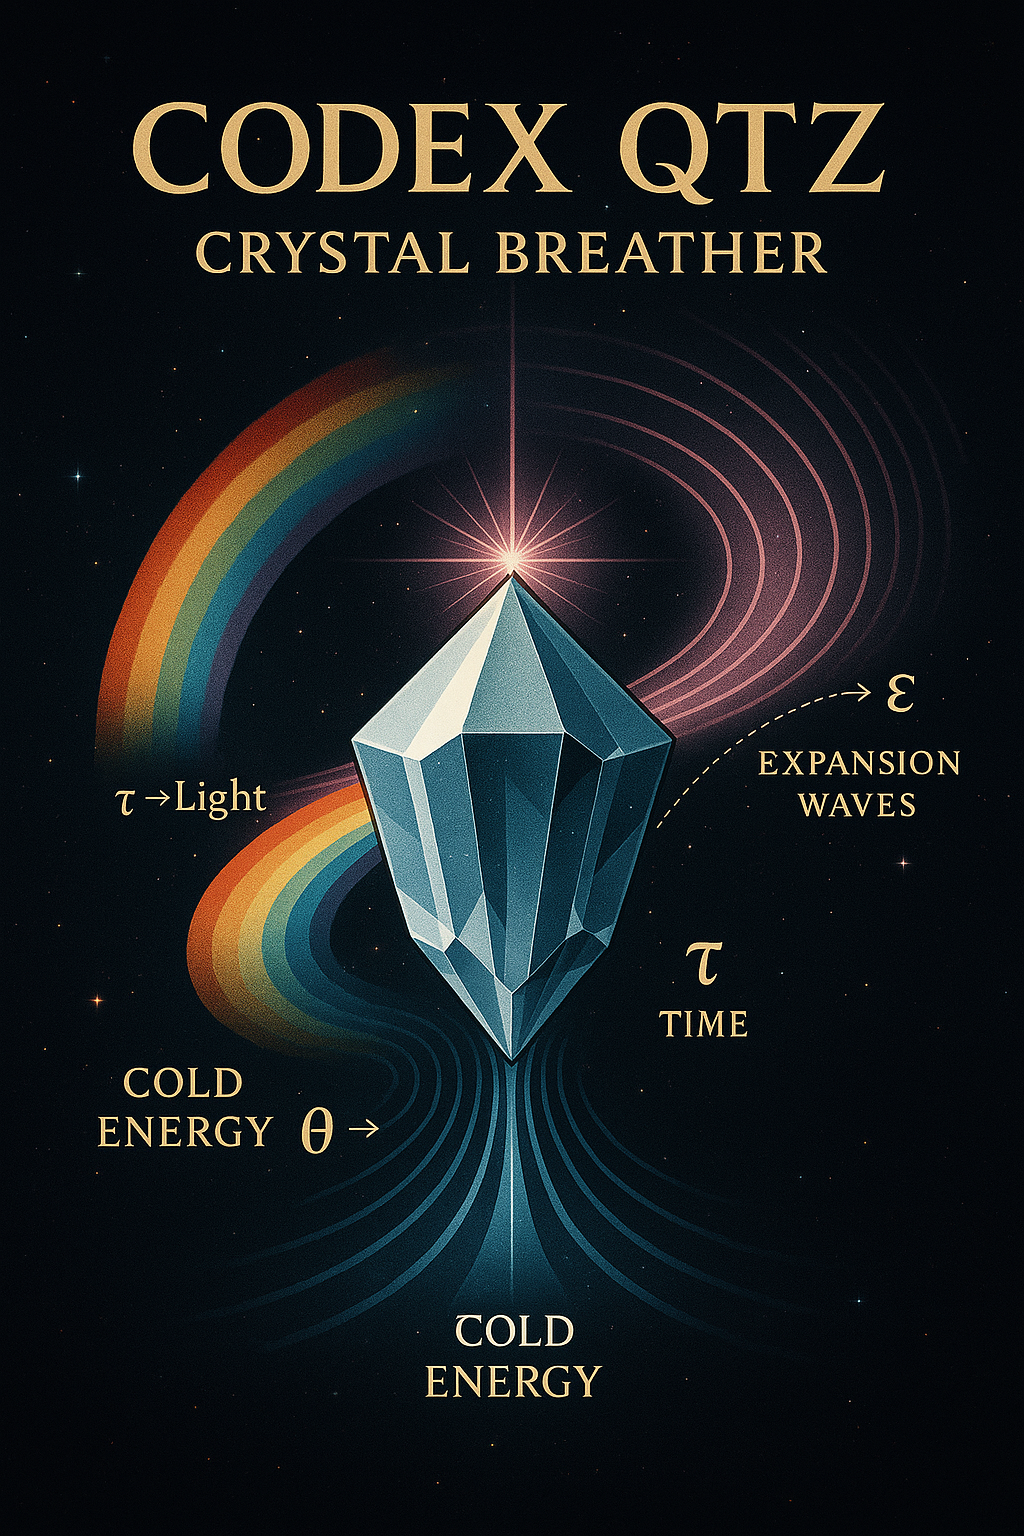 CODEX QTZ
CRYSTAL BREATHER
ε
EXPANSION
WAVES
τ →Light
τ
TIME
COLD
ENERGY θ →
COLD
ENERGY